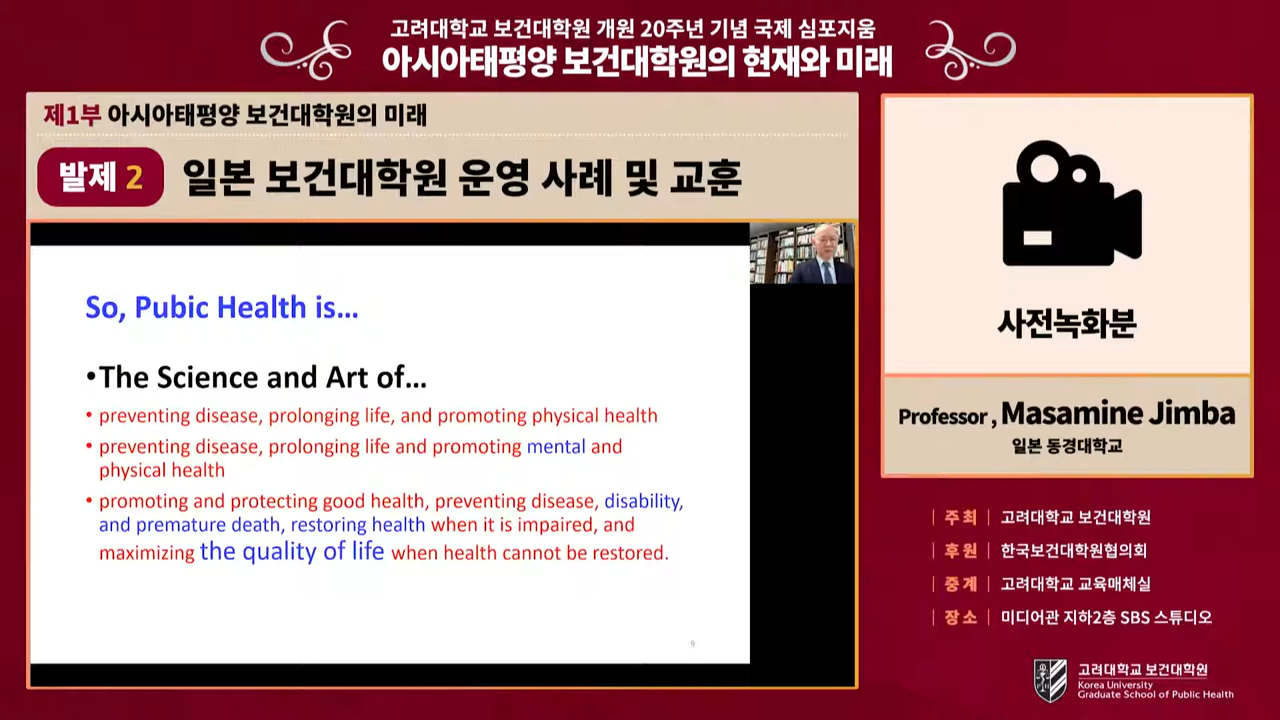 고려대학교 보건대학원 개원 20주년 기념 국제 심포지움
아시아태평양 보건대학원의 현재와 미래
제1부 아시아태평양 보건대학원의 미래
발제 2 일본 보건대학원 운영 사례 및 교훈
So, Pubic Health is...
•The Science and Art of...
• preventing disease, prolonging life, and promoting physical health
• preventing disease, prolonging life and promoting mental and
physical health
• promoting and protecting good health, preventing disease, disability,
and premature death, restoring health when it is impaired, and
maximizing the quality of life when health cannot be restored.
9
사전녹화분
Professor, Masamine Jimba
일본 동경대학교
| 주최 | 고려대학교 보건대학원
| 후원 | 한국보건대학원협의회
| 중계 | 고려대학교 교육매체실
| 장소 | 미디어관 지하2층 SBS 스튜디오
고려대학교 보건대학원
Korea University
Graduate School of Public Health